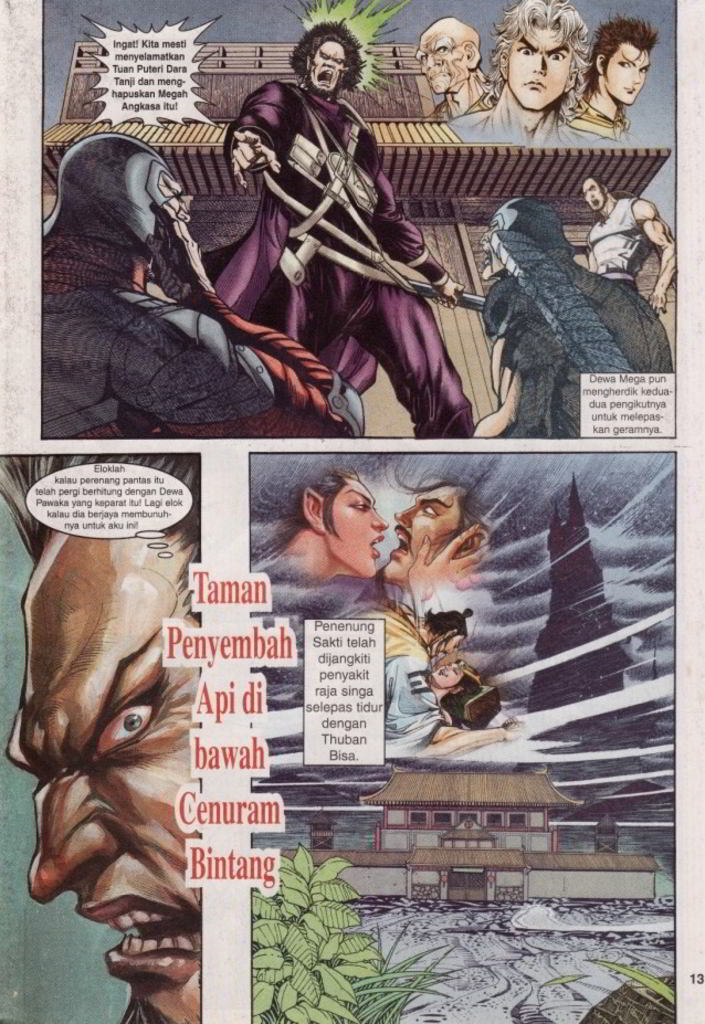 Ingat! Kita mesti
menyelamatkan
Tuan Puteri Dara
Tanji dan meng-
hapuskan Megah
Angkasa itu!
Dewa Mega pun
mengherdik kedua-
dua pengikutnya
untuk melepas-
kan geramnya.
Eloklah
kalau perenang pantas itu
telah pergi berhitung dengan Dewa
Pawaka yang keparat itu! Lagi elok
kalau dia berjaya membunuh-
nya untuk aku ini!
Taman
Penyembah
Api di
bawah
Cenuram
Bintang
Penenung
Sakti telah
dijangkiti
penyakit
raja singa
selepas tidur
dengan
Thuban
Bisa.
13